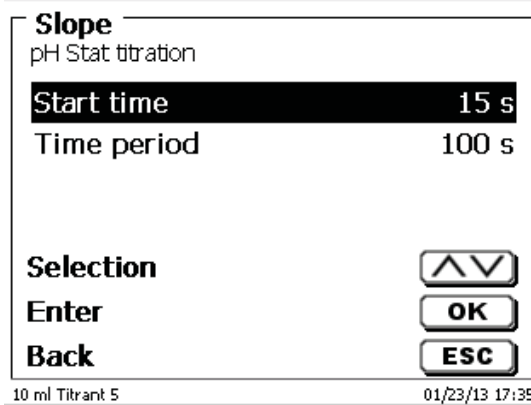 Slope
pH Stat titration
Start time 15 s
Time period 100 s
Selection
Enter OK
Back ESC
10 ml Titrant 5 01/23/13 17:35